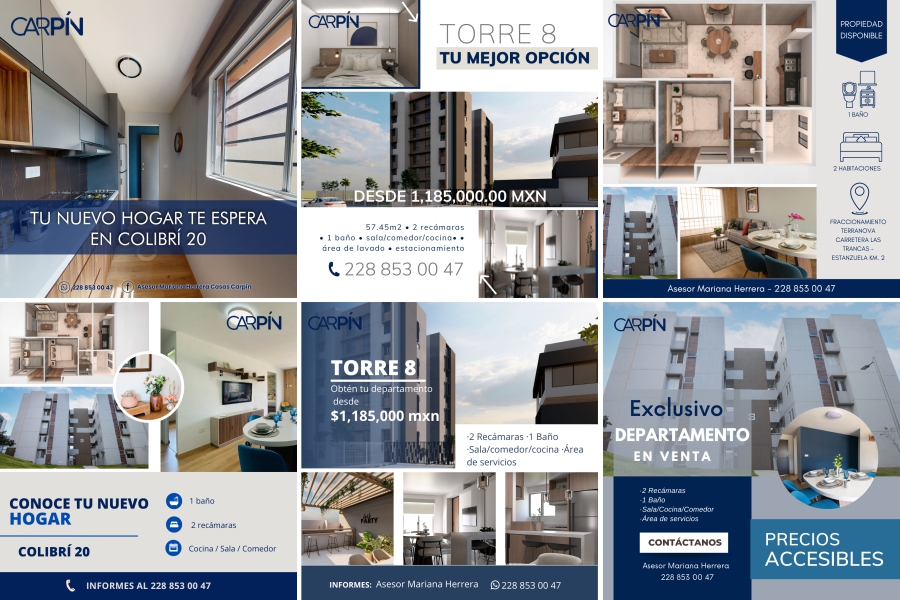 CARPÍN
TU NUEVO HOGAR TE ESPERA
EN COLIBRÍ 20
228 853 00 47
Asesor Mariana Herrera Casas Carpin
CARPÍN
TORRE 8
TU MEJOR OPCIÓN
DESDE 1,185,000.00 MXN
57.45m2 • 2 recámaras
• 1 baño • sala/comedor/cocina• •
área de lavado • estacionamiento
228 853 00 47
CARPÍN
PROPIEDAD
DISPONIBLE
1 BAÑO
2 HABITACIONES
FRACCIONAMIENTO
TERRANOVA
CARRETERA LAS
TRANCAS -
ESTANZUELA KM. 2
Asesor Mariana Herrera - 228 853 00 47
CARPÍN
CONOCE TU NUEVO
HOGAR
COLIBRÍ 20
1 baño
2 recámaras
Cocina / Sala / Comedor
INFORMES AL 228 853 00 47
CARPÍN
TORRE 8
Obtén tu departamento
desde
$1,185,000 mxn
·2 Recámaras ·1 Baño
·Sala/comedor/cocina ·Área
de servicios
PARTY
INFORMES: Asesor Mariana Herrera 228 853 00 47
CARPÍN
Exclusivo
3
DEPARTAMENTO
EN VENTA
·2 Recámaras
·1 Baño
·Sala/Cocina/Comedor
·Área de servicios
CONTÁCTANOS
Asesor Mariana Herrera
228 853 00 47
PRECIOS
ACCESIBLES